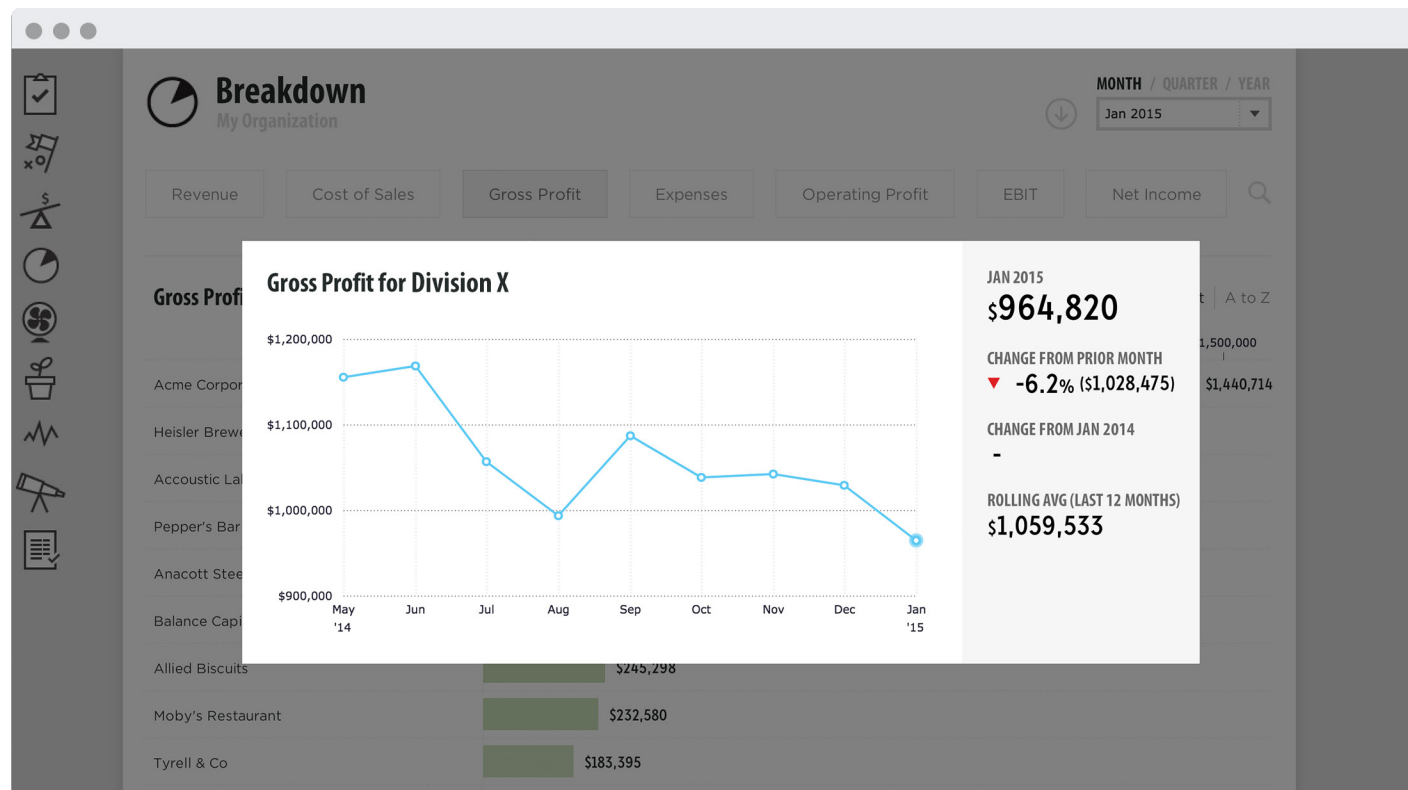 Breakdown
My Organization
MONTH / QUARTER / YEAR
Jan 2015
Revenue
Cost of Sales
Gross Profit
Expenses
Operating Profit
EBIT
Net Income
Gross Profi
t | A to Z
1,500,000
Acme Corpor
$1,440,714
Heisler Brewe
Accoustic La
Pepper's Bar
Anacott Stee
Balance Capi
Allied Biscuits
$245,298
Moby's Restaurant
$232,580
Tyrell & Co
$183,395
Gross Profit for Division X
$1,200,000
$1,100,000
$1,000,000
$900,000
May Jun Jul Aug Sep Oct Nov Dec Jan
'14 '15
JAN 2015
$964,820
CHANGE FROM PRIOR MONTH
-6.2% ($1,028,475)
CHANGE FROM JAN 2014
-
ROLLING AVG (LAST 12 MONTHS)
$1,059,533